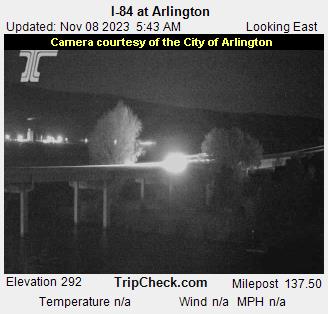 I-84 at Arlington
Updated: Nov 08 2023 5:43 AM Looking East
Camera courtesy of the City of Arlington
Elevation 292 TripCheck.com Milepost 137.50
Temperature n/a Wind n/a MPH n/a